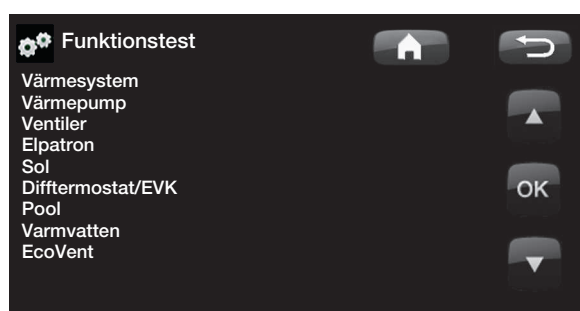 Funktionstest
Värmesystem
Värmepump
Ventiler
Elpatron
Sol
Difftermostat/EVK
Pool
Varmvatten
EcoVent
OK